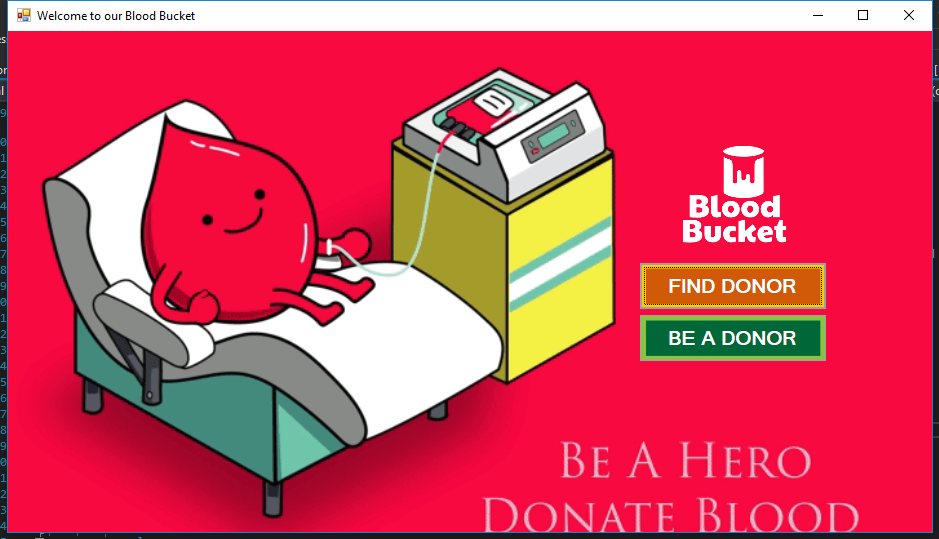 Welcome to our Blood Bucket
Blood
Bucket
FIND DONOR
BE A DONOR
Be A Hero
Donate Blood